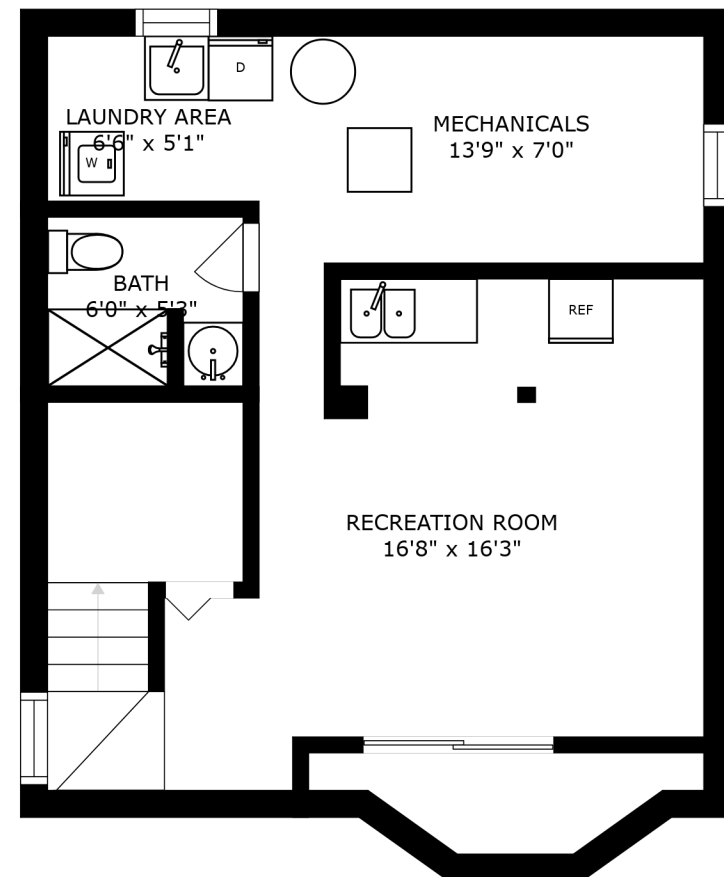 D
LAUNDRY AREA
6'6" x 5'1"
W
MECHANICALS
13'9" x 7'0"
BATH
6'0" x 5'3"
REF
RECREATION ROOM
16'8" x 16'3"